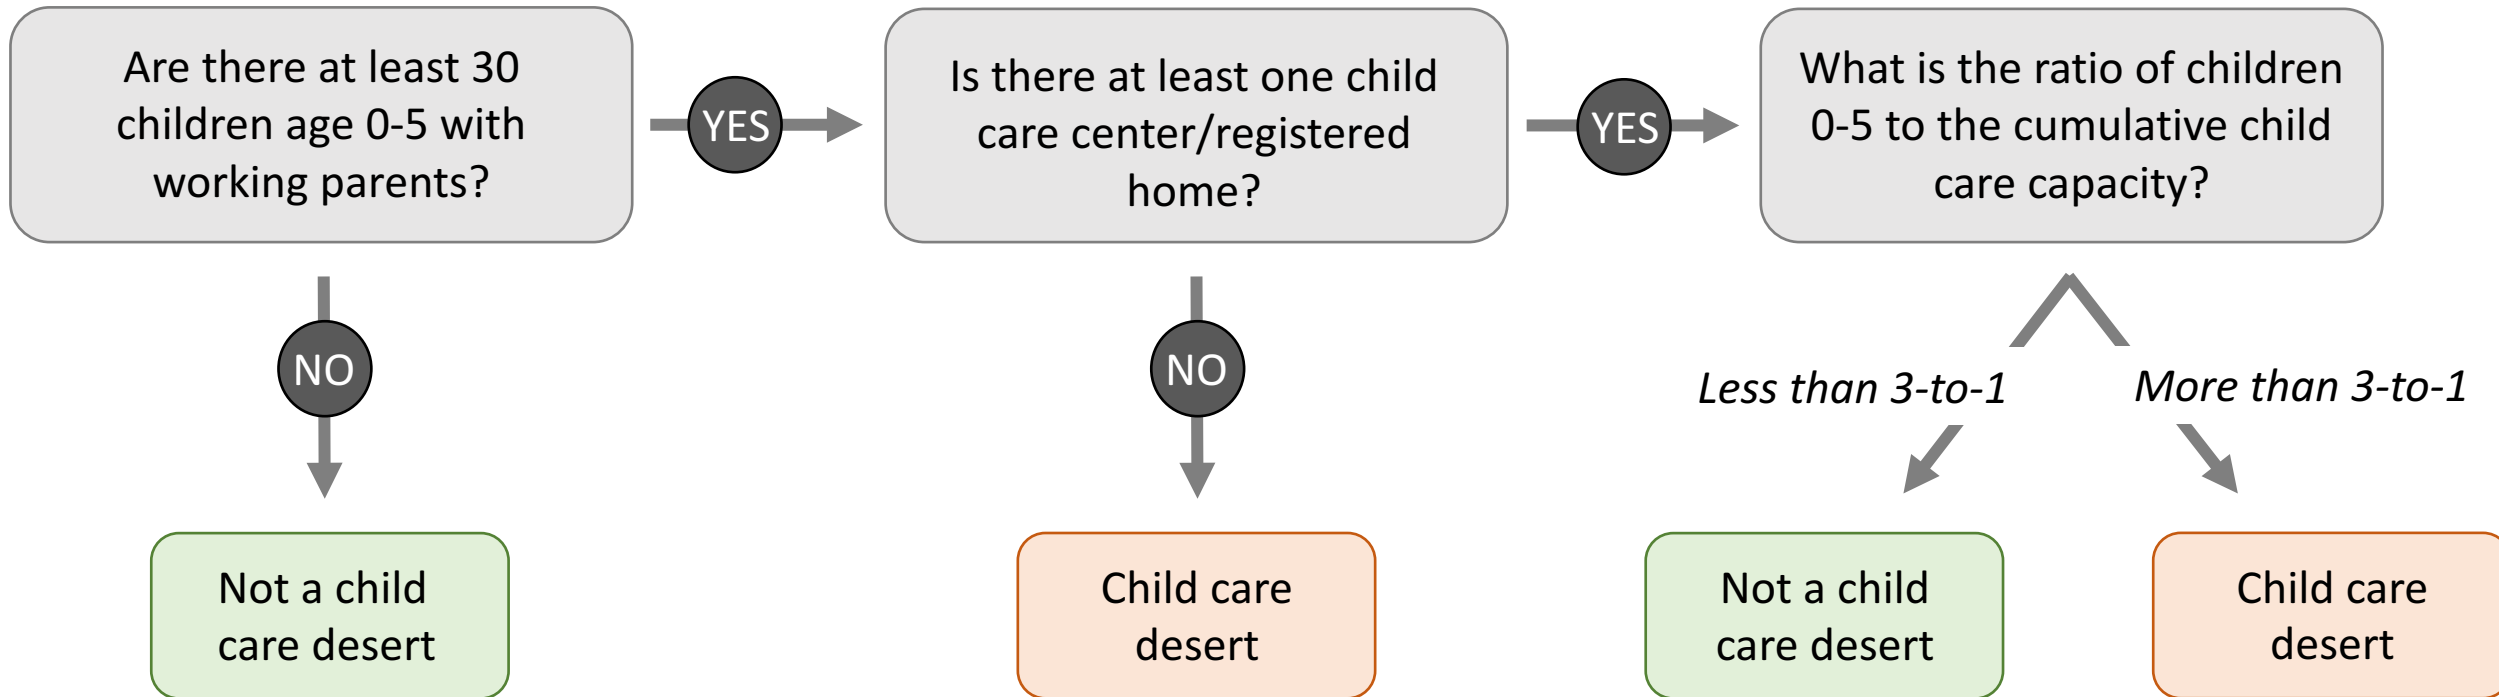 Are there at least 30
children age 0-5 with
working parents?
YES
Is there at least one child
care center/registered
home?
YES
What is the ratio of children
0-5 to the cumulative child
care capacity?
NO
NO
Less than 3-to-1
More than 3-to-1
Not a child
care desert
Child care
desert
Not a child
care desert
Child care
desert